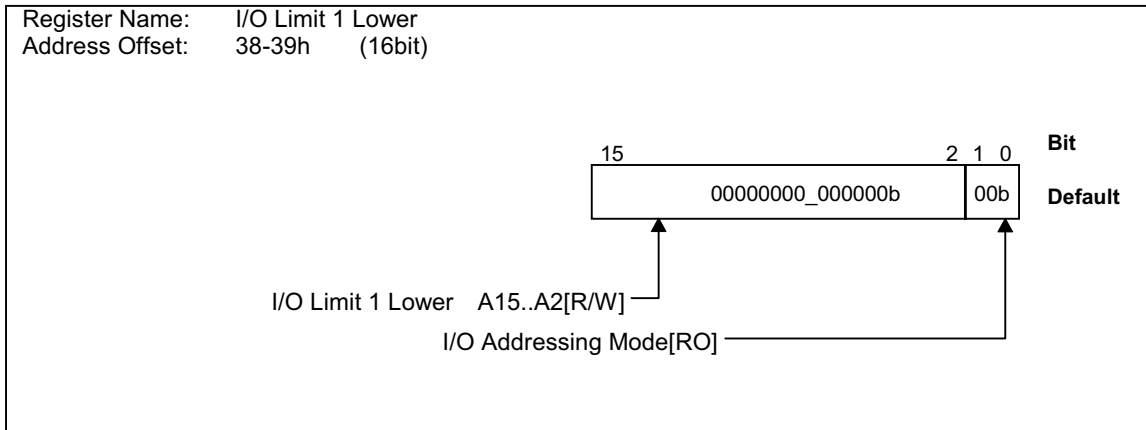 Register Name: I/O Limit 1 Lower
Address Offset: 38-39h (16bit)
Bit
15 2 1 0
00000000_000000b 00b Default
I/O Limit 1 Lower A15..A2[R/W]
I/O Addressing Mode[RO]